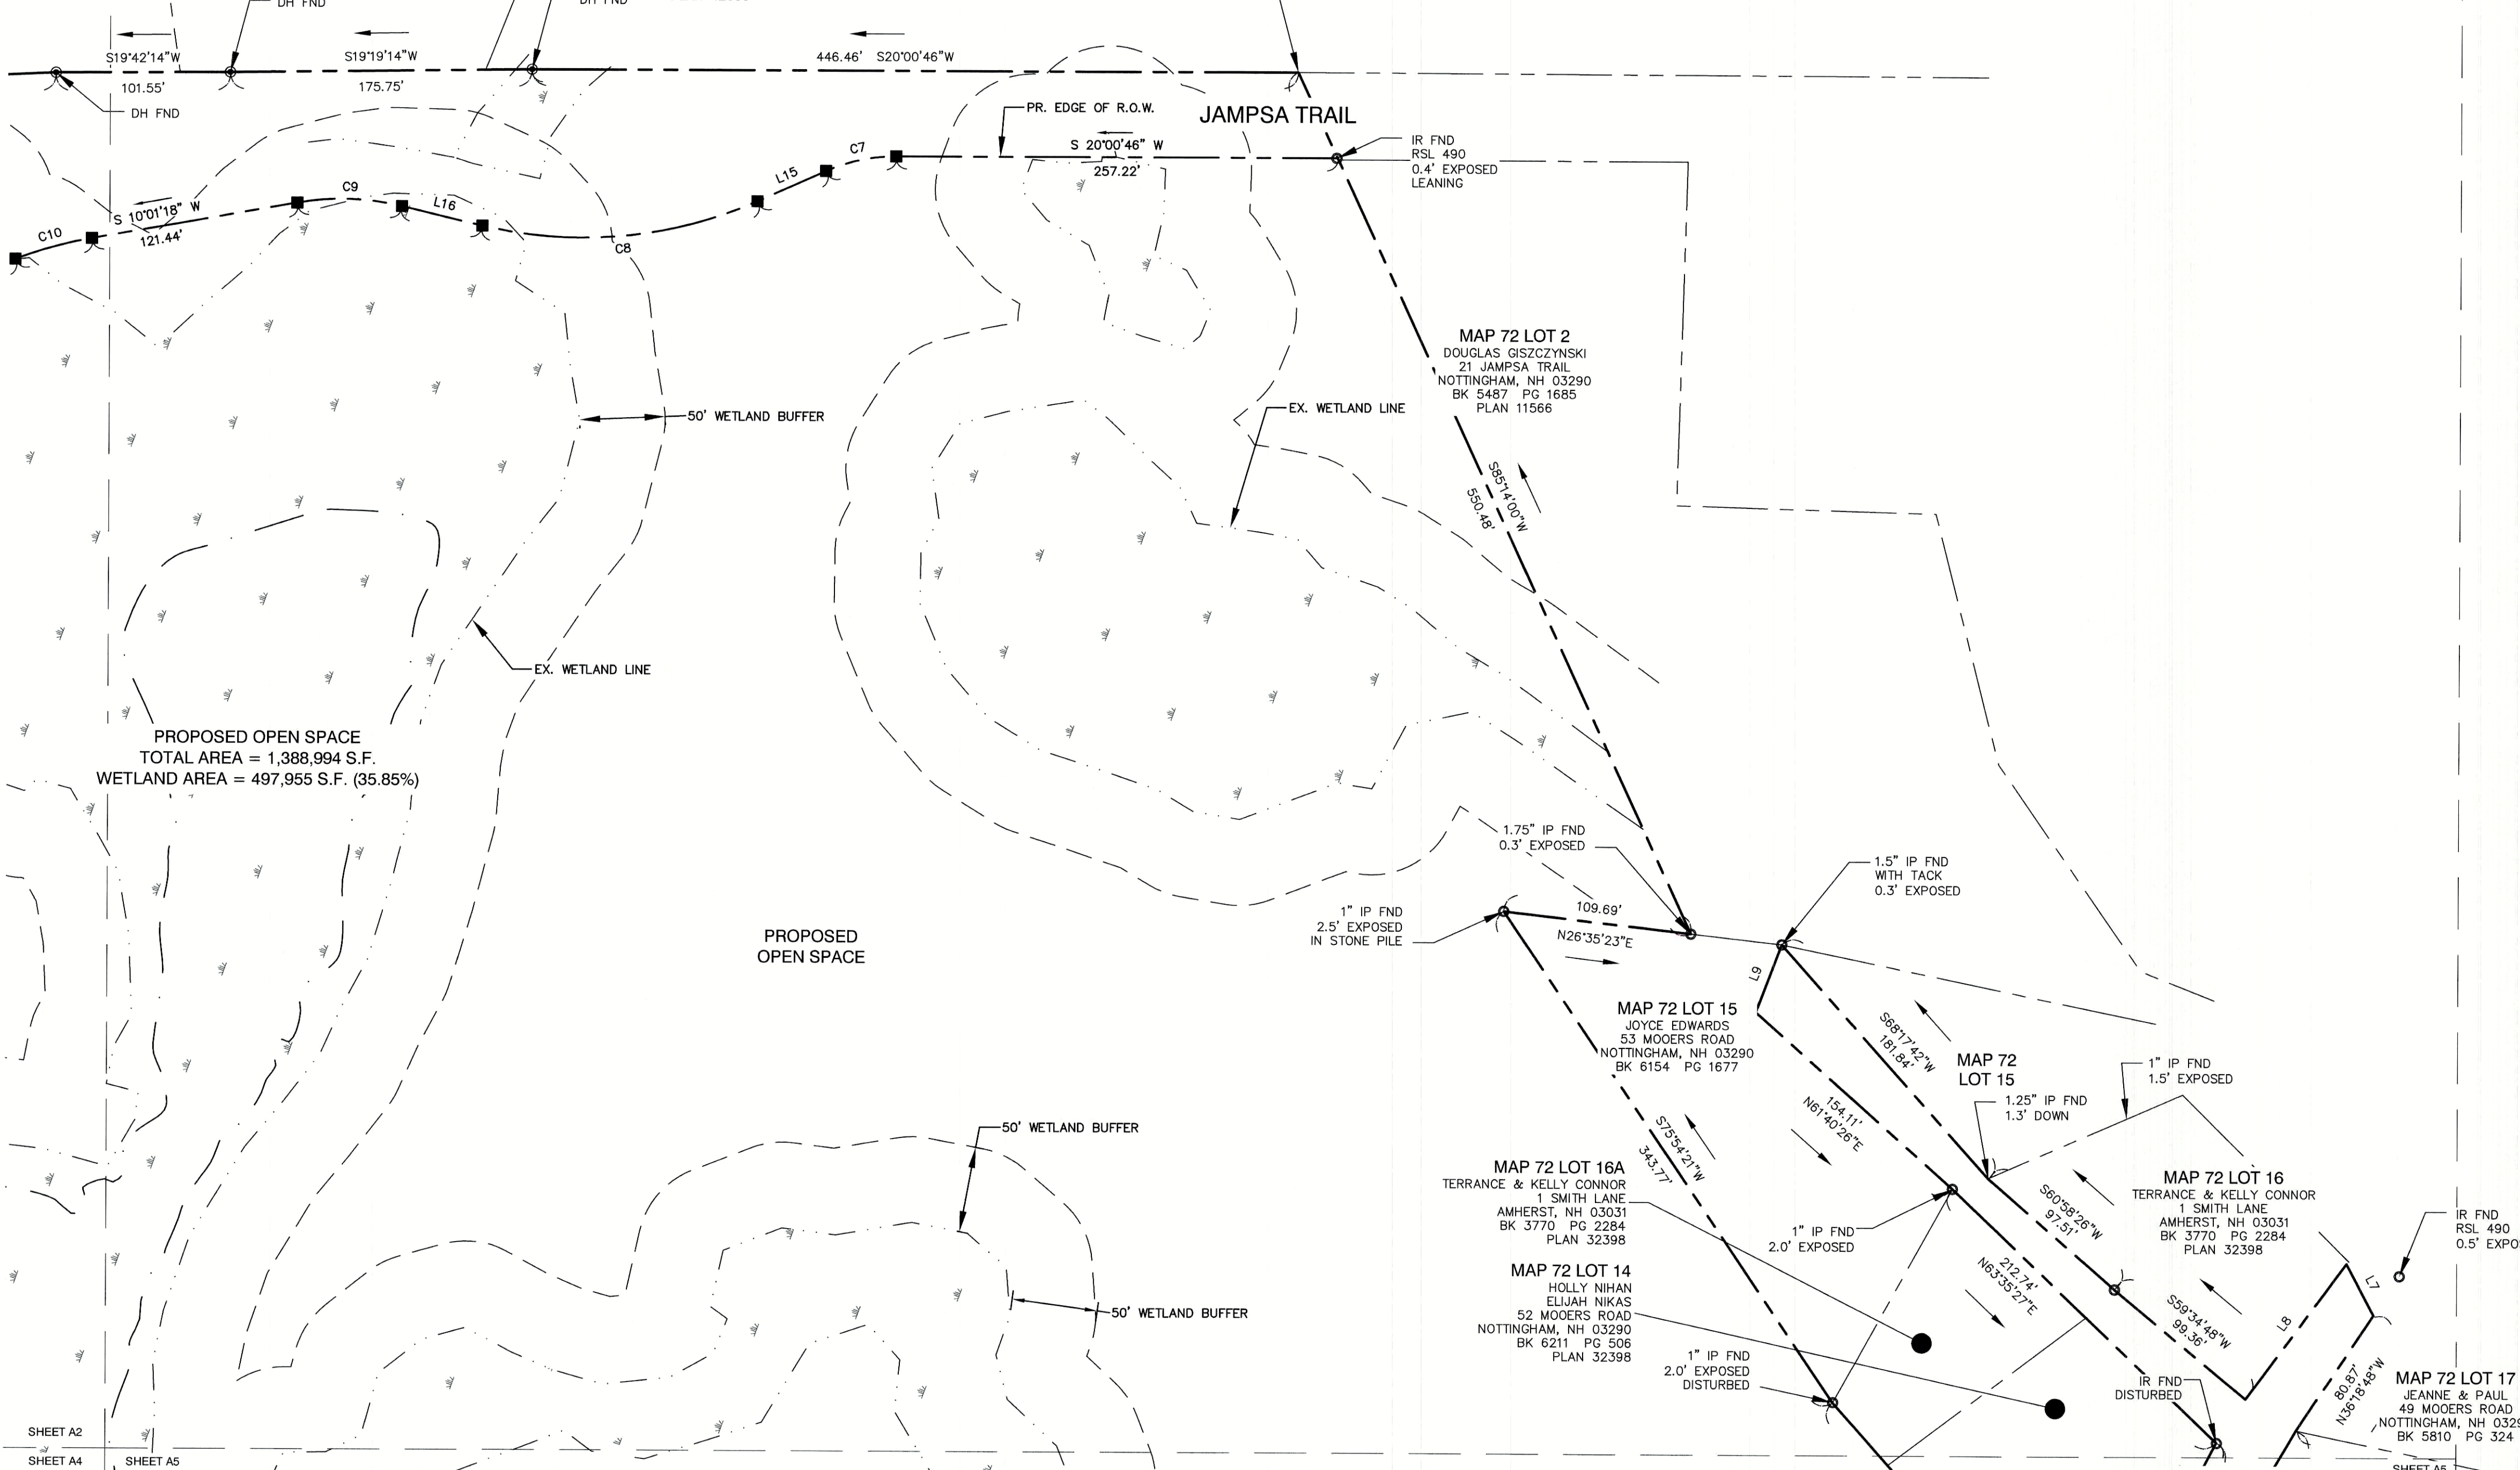 DH FND
DH FND
S19°42'14"W
101.55'
S19°19'14"W
175.75'
446.46' S20°00'46"W
DH FND
JAMPSA TRAIL
PR. EDGE OF R.O.W.
S 20°00'46" W
257.22'
IR FND
RSL 490
0.4' EXPOSED
LEANING
C7
L15
C9
L16
S 10°01'18" W
121.44'
C10
C8
MAP 72 LOT 2
DOUGLAS GISZCZYNSKI
21 JAMPSA TRAIL
NOTTINGHAM, NH 03290
BK 5487 PG 1685
PLAN 11566
50' WETLAND BUFFER
EX. WETLAND LINE
S85°14'00"W
550.48'
EX. WETLAND LINE
PROPOSED OPEN SPACE
TOTAL AREA = 1,388,994 S.F.
WETLAND AREA = 497,955 S.F. (35.85%)
PROPOSED
OPEN SPACE
1.75" IP FND
0.3' EXPOSED
1.5" IP FND
WITH TACK
0.3' EXPOSED
1" IP FND
2.5' EXPOSED
IN STONE PILE
109.69'
N26°35'23"E
L9
MAP 72 LOT 15
JOYCE EDWARDS
53 MOOERS ROAD
NOTTINGHAM, NH 03290
BK 6154 PG 1677
S68°17'42"W
181.84'
MAP 72
LOT 15
1" IP FND
1.5' EXPOSED
1.25" IP FND
1.3' DOWN
154.11'
N61°40'26"E
S75°54'21"W
343.77'
50' WETLAND BUFFER
MAP 72 LOT 16A
TERRANCE & KELLY CONNOR
1 SMITH LANE
AMHERST, NH 03031
BK 3770 PG 2284
PLAN 32398
MAP 72 LOT 16
TERRANCE & KELLY CONNOR
1 SMITH LANE
AMHERST, NH 03031
BK 3770 PG 2284
PLAN 32398
S60°58'26"W
97.51'
1" IP FND
2.0' EXPOSED
IR FND
RSL 490
0.5' EXPO
MAP 72 LOT 14
HOLLY NIHAN
ELIJAH NIKAS
52 MOOERS ROAD
NOTTINGHAM, NH 03290
BK 6211 PG 506
PLAN 32398
212.74'
N63°35'27"E
50' WETLAND BUFFER
L7
L8
S59°34'48"W
99.36'
1" IP FND
2.0' EXPOSED
DISTURBED
IR FND
DISTURBED
80.87'
N36°18'48"W
MAP 72 LOT 17
JEANNE & PAUL
49 MOOERS ROAD
NOTTINGHAM, NH 032
BK 5810 PG 324
SHEET A2
SHEET A4
SHEET A5
SHEET A5